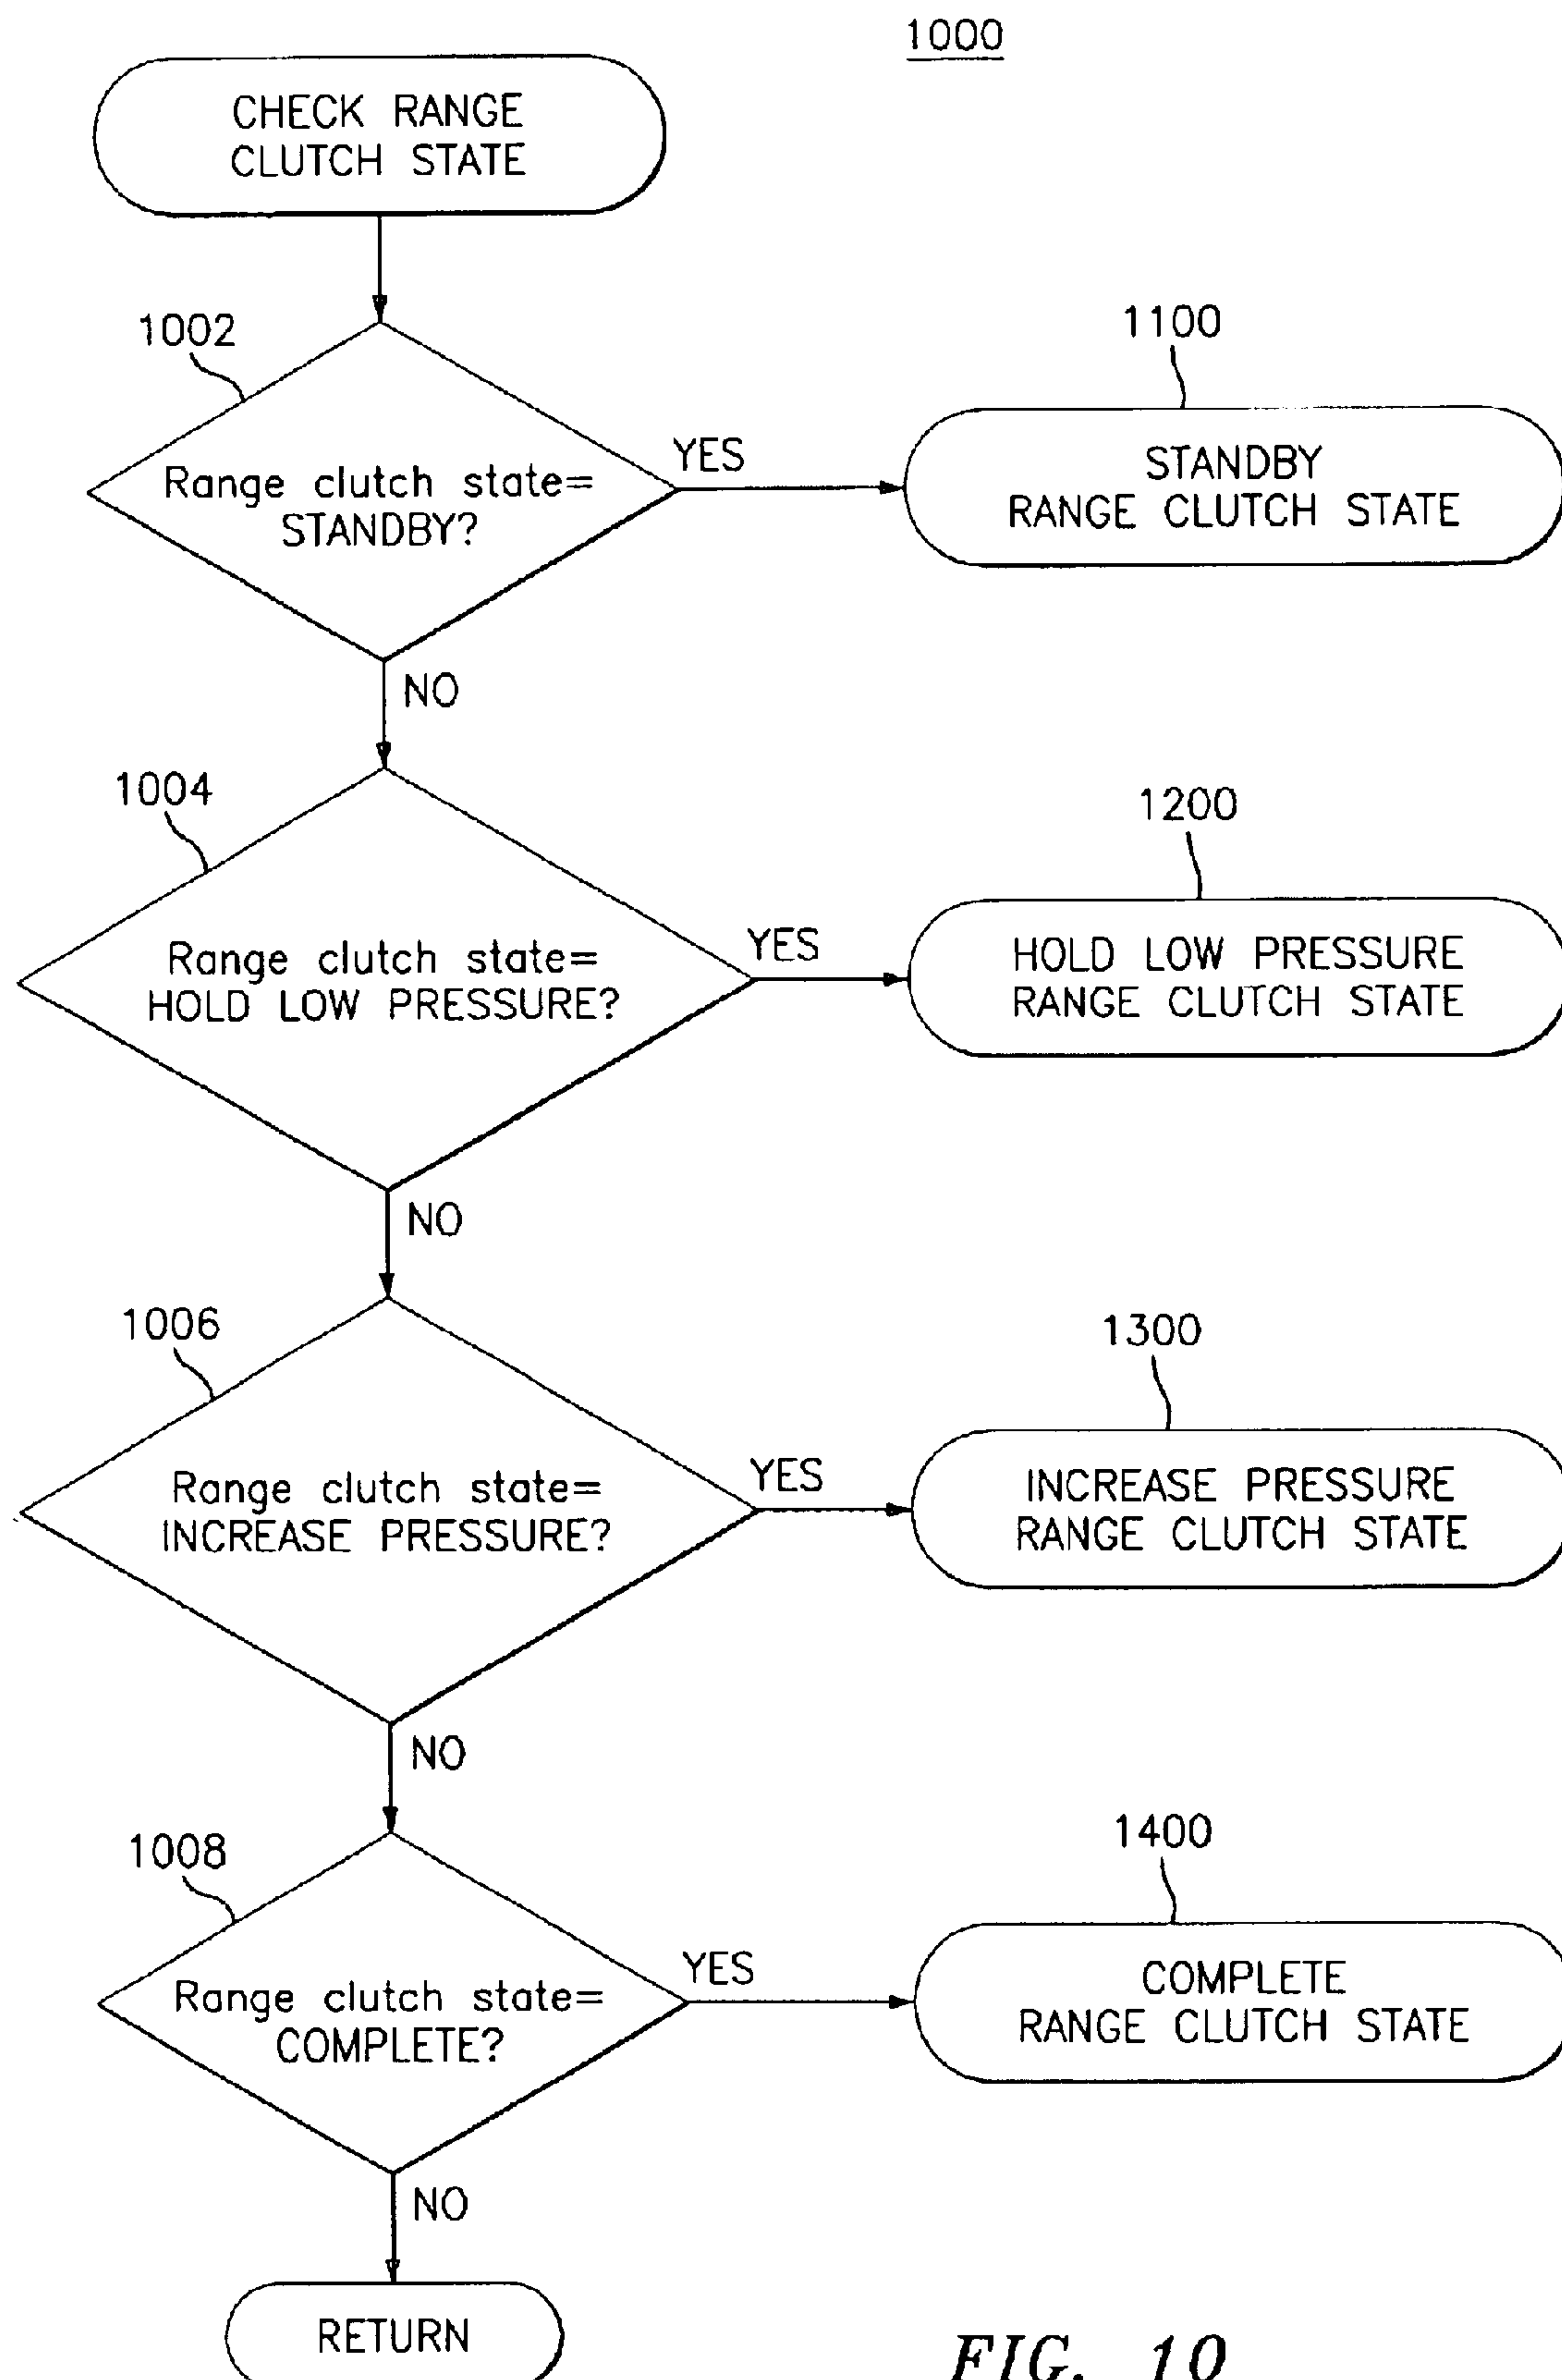 1000
CHECK RANGE
CLUTCH STATE
1002
Range clutch state=
STANDBY?
YES
1100
STANDBY
RANGE CLUTCH STATE
NO
1004
Range clutch state=
HOLD LOW PRESSURE?
YES
1200
HOLD LOW PRESSURE
RANGE CLUTCH STATE
NO
1006
Range clutch state=
INCREASE PRESSURE?
YES
1300
INCREASE PRESSURE
RANGE CLUTCH STATE
NO
1008
Range clutch state=
COMPLETE?
YES
1400
COMPLETE
RANGE CLUTCH STATE
NO
RETURN
FIG. 10